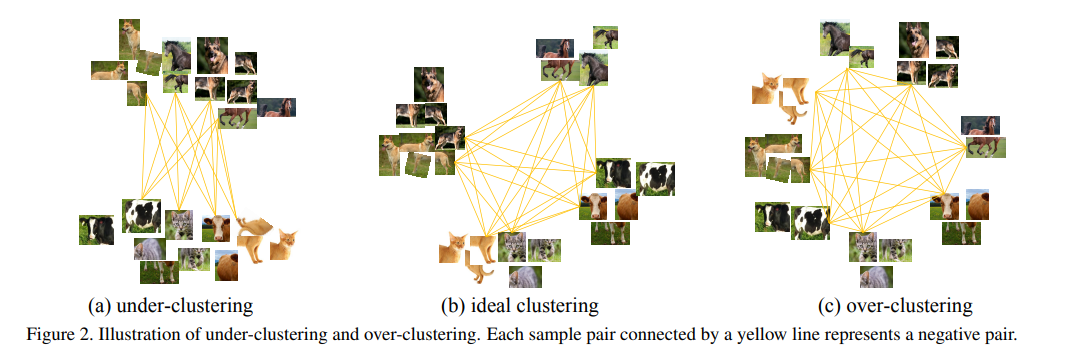 (a) under-clustering
(b) ideal clustering
(c) over-clustering
Figure 2. Illustration of under-clustering and over-clustering. Each sample pair connected by a yellow line represents a negative pair.